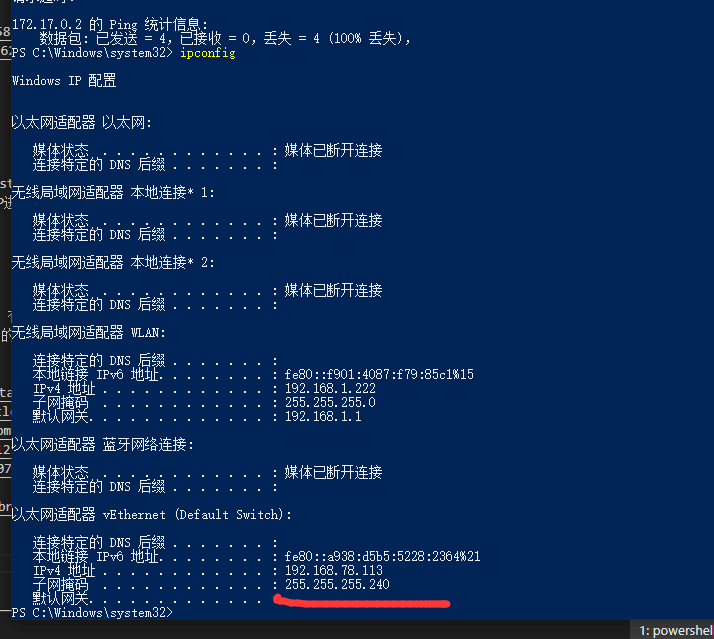 172.17.0.2 的 Ping 统计信息:
    数据包: 已发送 = 4，已接收 = 0，丢失 = 4 (100% 丢失)，
PS C:\Windows\system32> ipconfig

Windows IP 配置

以太网适配器 以太网:

   媒体状态  . . . . . . . . . . . . : 媒体已断开连接
   连接特定的 DNS 后缀 . . . . . . . :

无线局域网适配器 本地连接* 1:

   媒体状态  . . . . . . . . . . . . : 媒体已断开连接
   连接特定的 DNS 后缀 . . . . . . . :

无线局域网适配器 本地连接* 2:

   媒体状态  . . . . . . . . . . . . : 媒体已断开连接
   连接特定的 DNS 后缀 . . . . . . . :

无线局域网适配器 WLAN:

   连接特定的 DNS 后缀 . . . . . . . :
   本地链接 IPv6 地址. . . . . . . . : fe80::f901:4087:f79:85c1%15
   IPv4 地址 . . . . . . . . . . . . : 192.168.1.222
   子网掩码  . . . . . . . . . . . . : 255.255.255.0
   默认网关. . . . . . . . . . . . . : 192.168.1.1

以太网适配器 蓝牙网络连接:

   媒体状态  . . . . . . . . . . . . : 媒体已断开连接
   连接特定的 DNS 后缀 . . . . . . . :

以太网适配器 vEthernet (Default Switch):

   连接特定的 DNS 后缀 . . . . . . . :
   本地链接 IPv6 地址. . . . . . . . : fe80::a938:d5b5:5228:2364%21
   IPv4 地址 . . . . . . . . . . . . : 192.168.78.113
   子网掩码  . . . . . . . . . . . . : 255.255.255.240
   默认网关. . . . . . . . . . . . .
PS C:\Windows\system32>
1: powershel